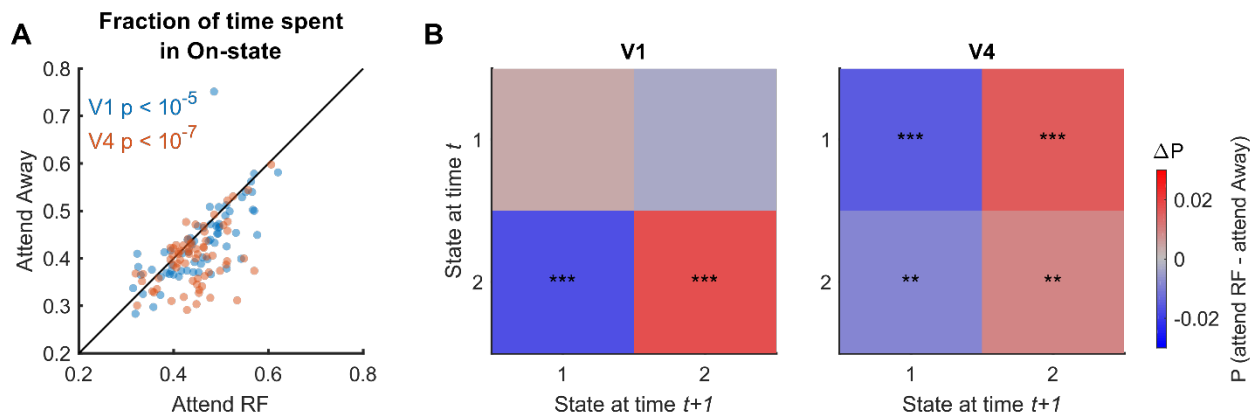 A
Fraction of time spent
in On-state
V1 p < 10^-5
V4 p < 10^-7
Attend Away
0.8
0.7
0.6
0.5
0.4
0.3
0.2
0.2
0.4
0.6
0.8
Attend RF
B
V1
State at time t
1
2
***
***
1
2
State at time t+1
V4
1
2
***
***
**
**
1
2
State at time t+1
ΔP
0.02
0
-0.02
P (attend RF - attend Away)